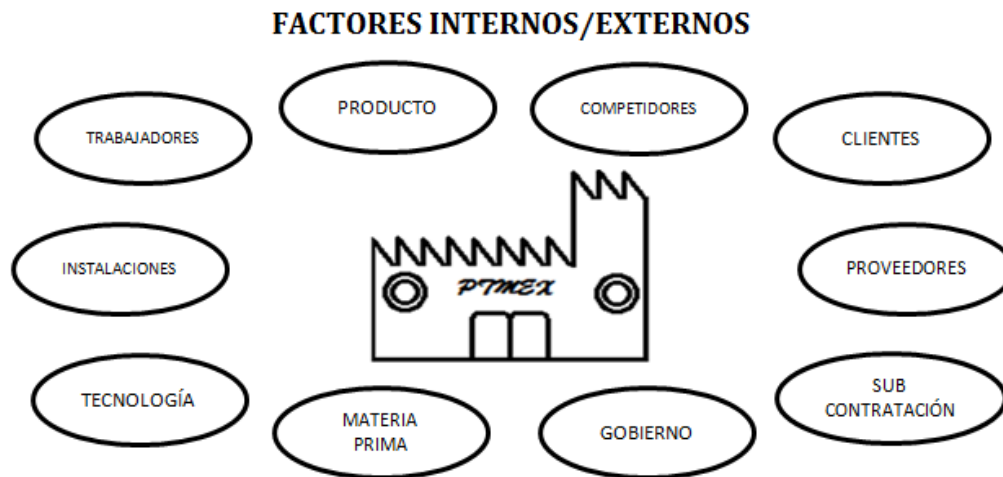 FACTORES INTERNOS/EXTERNOS
PRODUCTO
COMPETIDORES
TRABAJADORES
CLIENTES
INSTALACIONES
PTMEX
PROVEEDORES
TECNOLOGÍA
MATERIA
PRIMA
GOBIERNO
SUB
CONTRATACIÓN